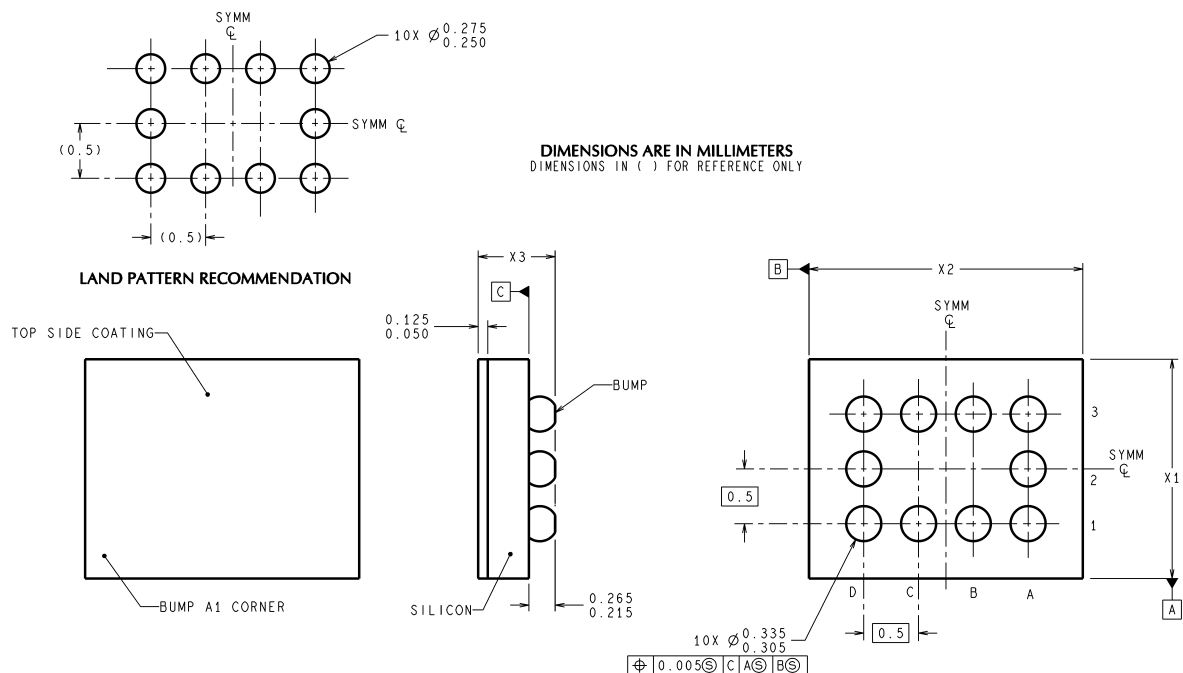 SYMM
℄
10X Ø 0.275
0.250
SYMM ℄
(0.5)
(0.5)
DIMENSIONS ARE IN MILLIMETERS
DIMENSIONS IN ( ) FOR REFERENCE ONLY
LAND PATTERN RECOMMENDATION
TOP SIDE COATING
BUMP A1 CORNER
X3
C
0.125
0.050
BUMP
SILICON
0.265
0.215
B
X2
SYMM
℄
3
SYMM
℄
2
X1
1
0.5
D C B A
A
0.5
10X Ø 0.335
0.305
⌖ 0.005Ⓢ C AⓈ BⓈ